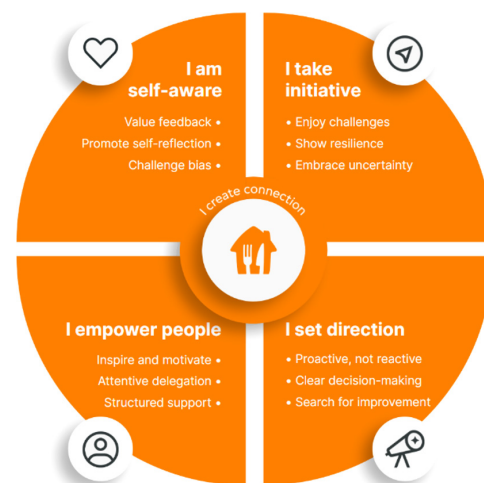 I am
self-aware
Value feedback •
Promote self-reflection •
Challenge bias •
I take
initiative
• Enjoy challenges
• Show resilience
• Embrace uncertainty
I create connection
I empower people
Inspire and motivate •
Attentive delegation •
Structured support •
I set direction
• Proactive, not reactive
• Clear decision-making
• Search for improvement